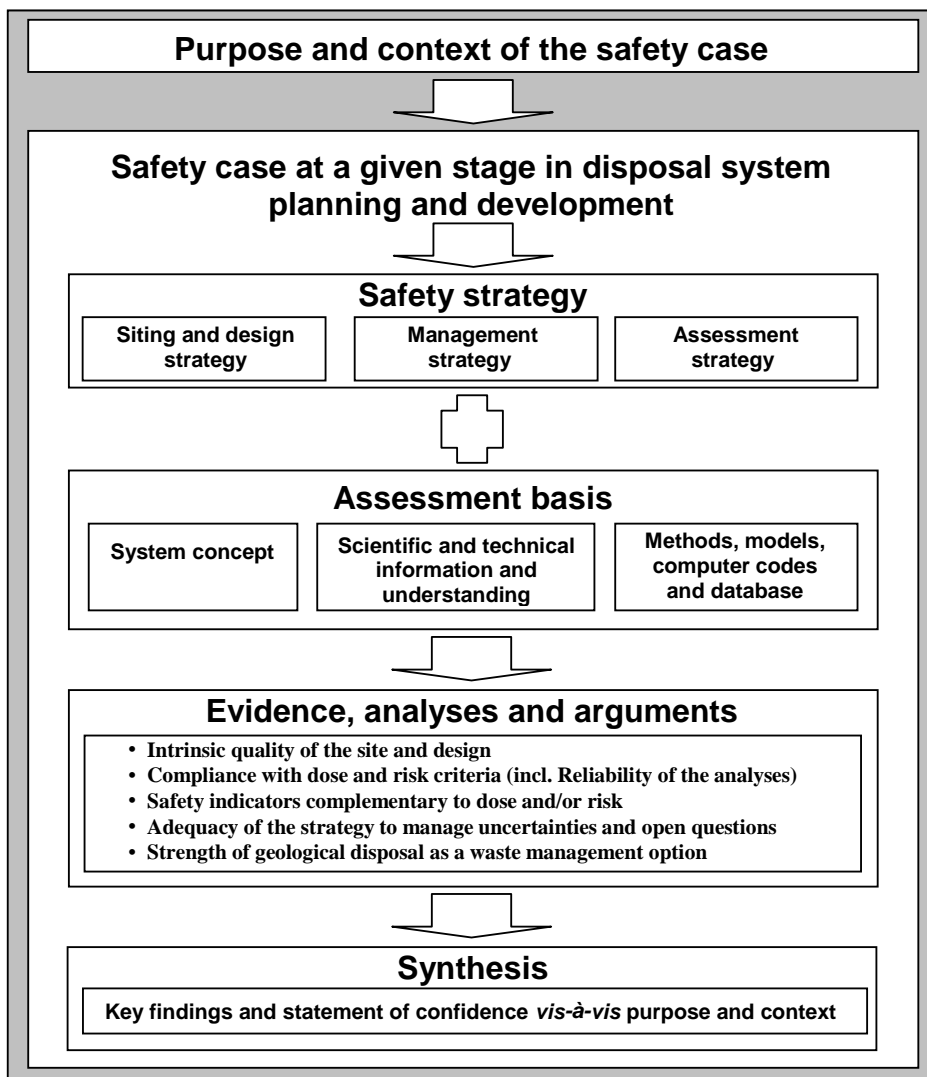 Purpose and context of the safety case
Safety case at a given stage in disposal system
planning and development
Safety strategy
Siting and design
strategy
Management
strategy
Assessment
strategy
Assessment basis
System concept
Scientific and technical
information and
understanding
Methods, models,
computer codes
and database
Evidence, analyses and arguments
• Intrinsic quality of the site and design
• Compliance with dose and risk criteria (incl. Reliability of the analyses)
• Safety indicators complementary to dose and/or risk
• Adequacy of the strategy to manage uncertainties and open questions
• Strength of geological disposal as a waste management option
Synthesis
Key findings and statement of confidence vis-à-vis purpose and context